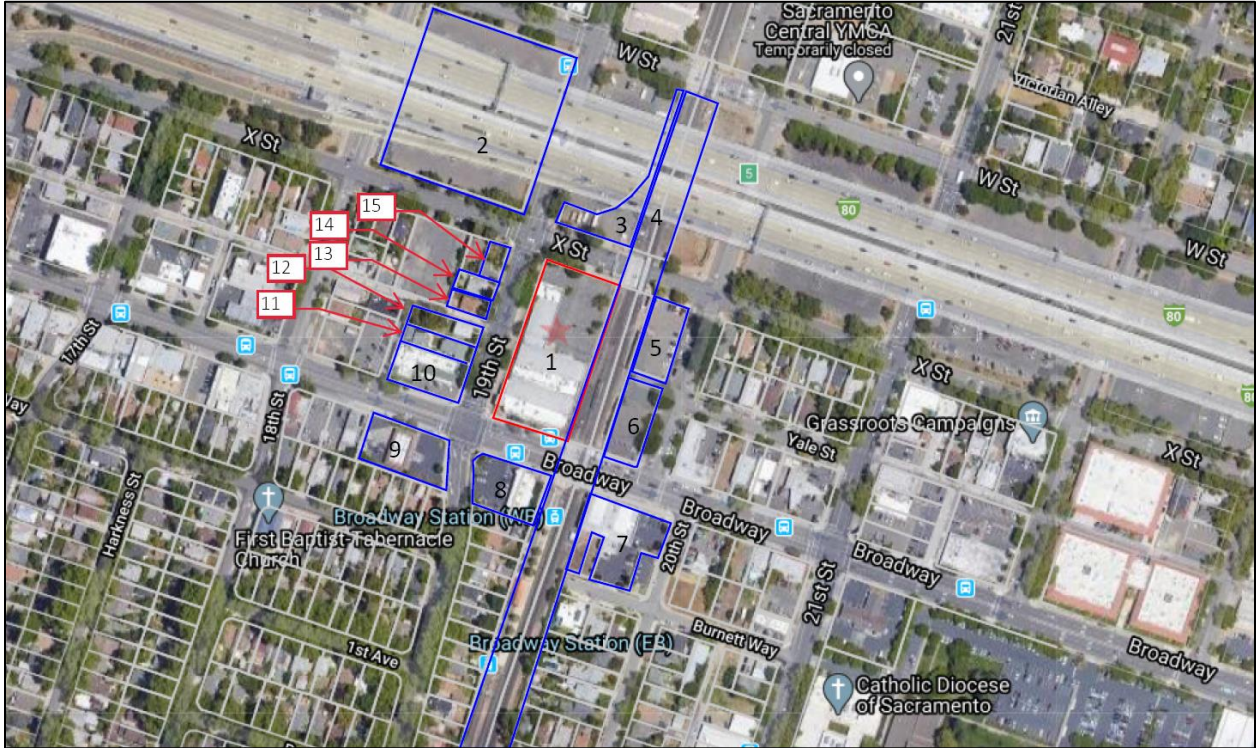 Sacramento
Central YMCA
Temporarily closed
21st
W St
Victorian Alley
X St
2
5
W St
80
15
14
13
12
11
3
4
X St
W St
80
17th St
19th St
1
5
X St
10
18th St
6
Grassroots Campaigns
Yale St
X St
9
Broadway
8
Broadway Station (WB)
First Baptist-Tabernacle
Church
Harkness St
7
20th St
Broadway
Broadway
21st St
1st Ave
Broadway Station (EB)
Burnett Way
Broadway
Catholic Diocese
of Sacramento